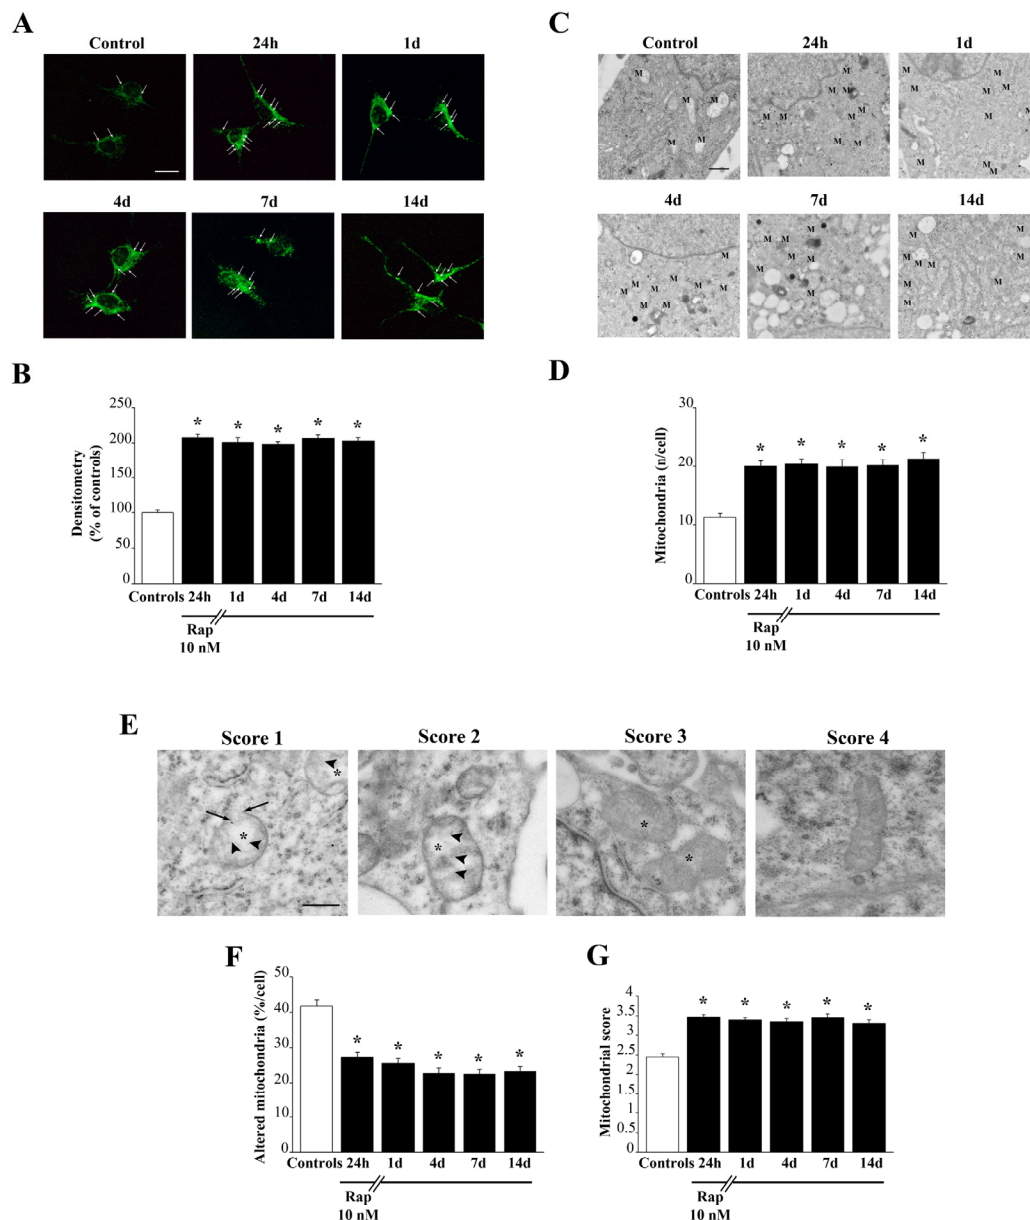 A
Control 24h 1d
4d 7d 14d
C
Control 24h 1d
M M M M M
M M M M M M M M M M
M M M M M M M M M
4d 7d 14d
M M M M M M M M M M
M M M M M M M M M
M M M M M M M M
B
Densitometry
(% of controls)
250
200
150
100
50
0
* * * * *
Controls 24h 1d 4d 7d 14d
Rap
10 nM
D
Mitochondria (n/cell)
30
20
10
0
* * * * *
Controls 24h 1d 4d 7d 14d
Rap
10 nM
E
Score 1 Score 2 Score 3 Score 4
* *
*
* *
F
Altered mitochondria (%/cell)
50
40
30
20
10
0
* * * * *
Controls 24h 1d 4d 7d 14d
Rap
10 nM
G
Mitochondrial score
4
3.5
3
2.5
2
1.5
1
0.5
0
* * * * *
Controls 24h 1d 4d 7d 14d
Rap
10 nM